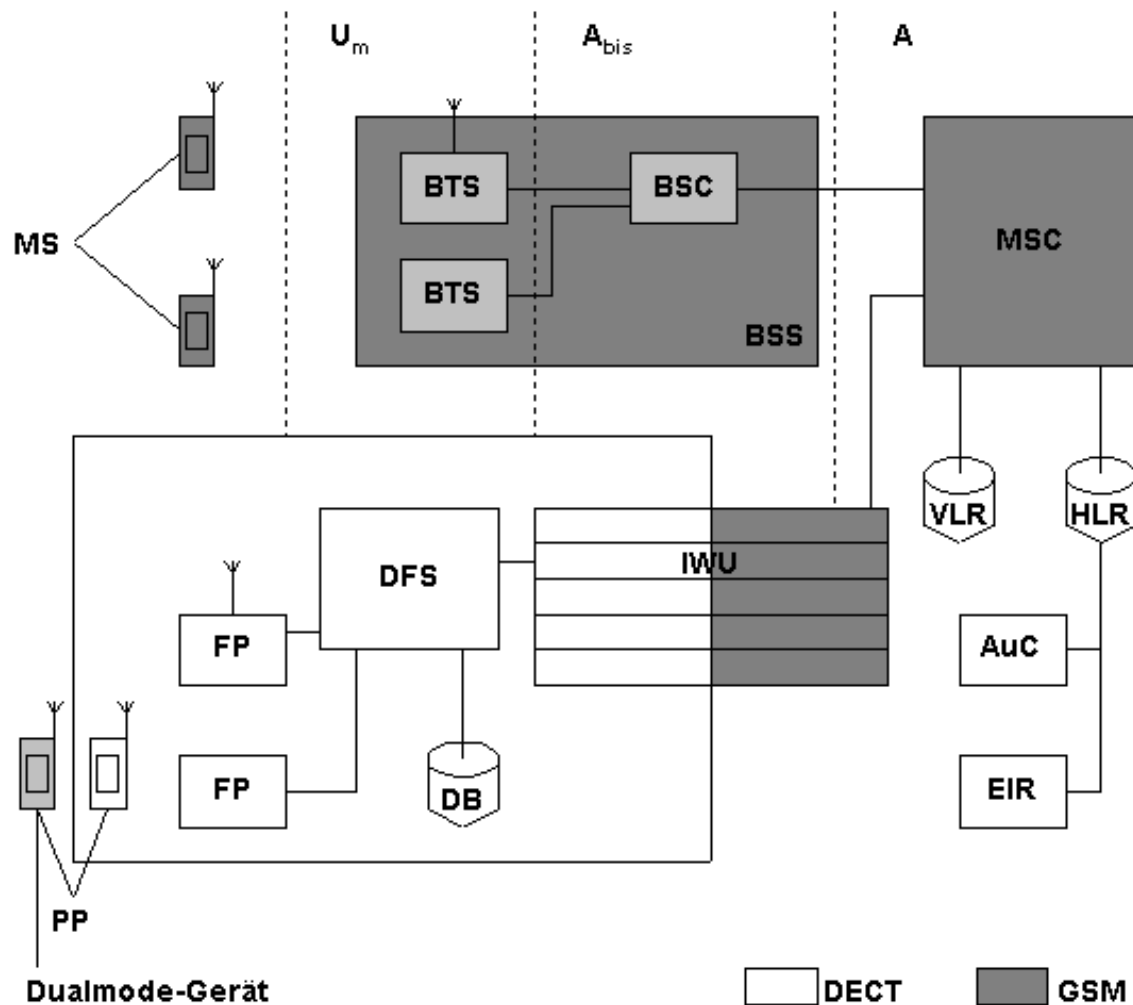 Um
Abis
A
BTS
BSC
MSC
MS
BTS
BSS
VLR
HLR
DFS
IWU
FP
AuC
FP
DB
EIR
PP
Dualmode-Gerät
DECT
GSM